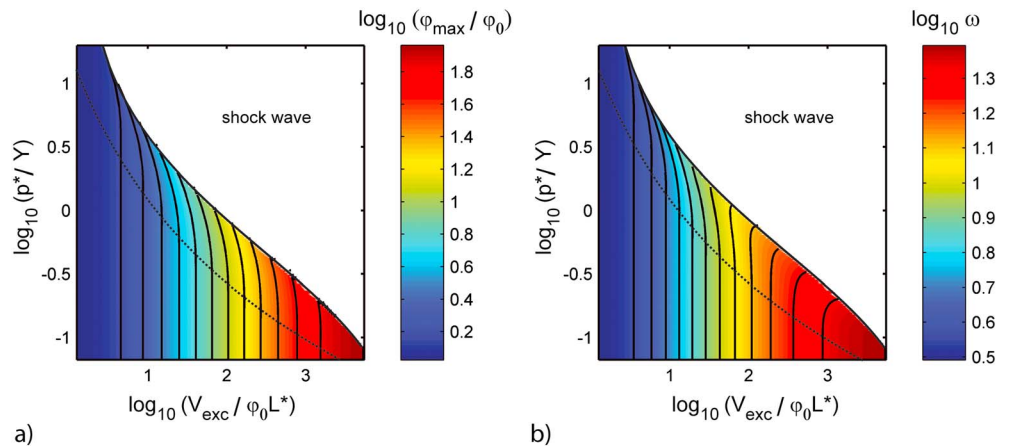 log10 (φmax / φ0)
1.8
1.6
1.4
1.2
1
0.8
0.6
0.4
0.2
1
0.5
0
-0.5
-1
log10 (p*/ Y)
shock wave
1 2 3
log10 (Vexc / φ0L*)
a)
log10 ω
1.3
1.2
1.1
1
0.9
0.8
0.7
0.6
0.5
1
0.5
0
-0.5
-1
log10 (p*/ Y)
shock wave
1 2 3
log10 (Vexc / φ0L*)
b)